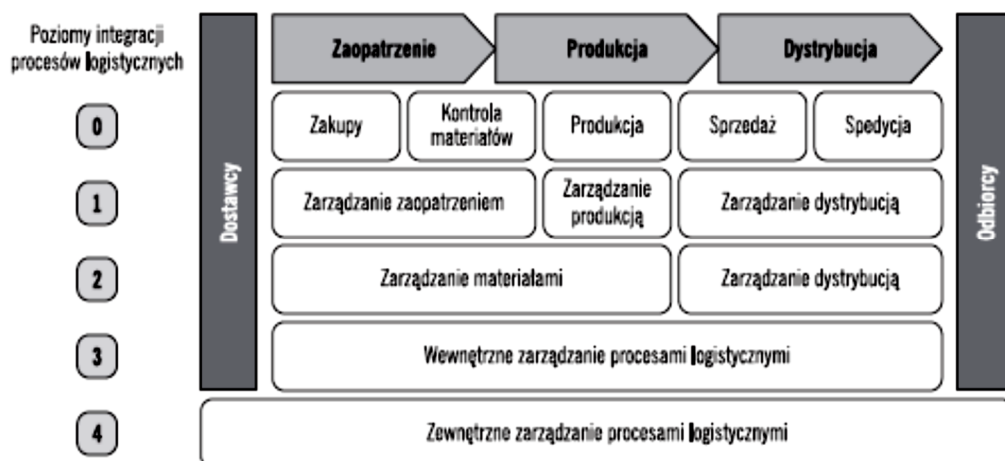 Poziomy integracji
procesów logistycznych
Zaopatrzenie
Produkcja
Dystrybucja
Dostawcy
Odbiorcy
0
Zakupy
Kontrola
materiałów
Produkcja
Sprzedaż
Spedycja
1
Zarządzanie zaopatrzeniem
Zarządzanie
produkcją
Zarządzanie dystrybucją
2
Zarządzanie materiałami
Zarządzanie dystrybucją
3
Wewnętrzne zarządzanie procesami logistycznymi
4
Zewnętrzne zarządzanie procesami logistycznymi